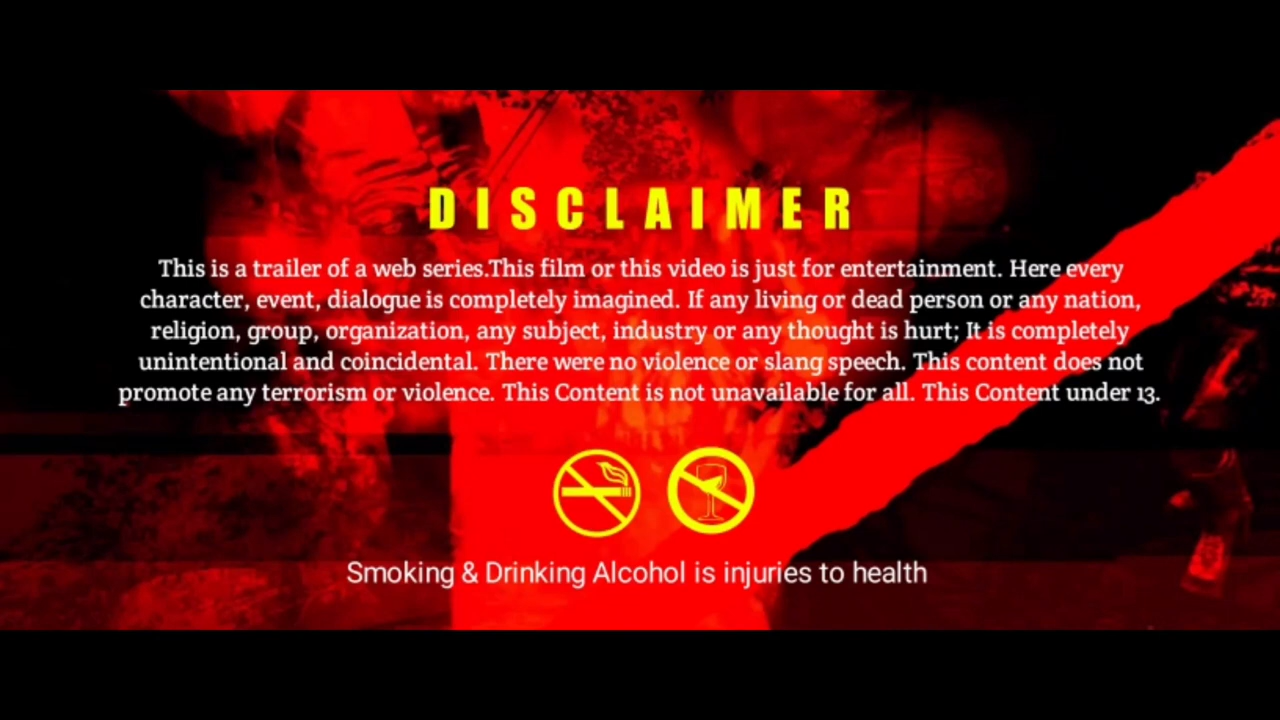 DISCLAIMER
This is a trailer of a web series.This film or this video is just for entertainment. Here every
character, event, dialogue is completely imagined. If any living or dead person or any nation,
religion, group, organization, any subject, industry or any thought is hurt; It is completely
unintentional and coincidental. There were no violence or slang speech. This content does not
promote any terrorism or violence. This Content is not unavailable for all. This Content under 13.
Smoking & Drinking Alcohol is injuries to health